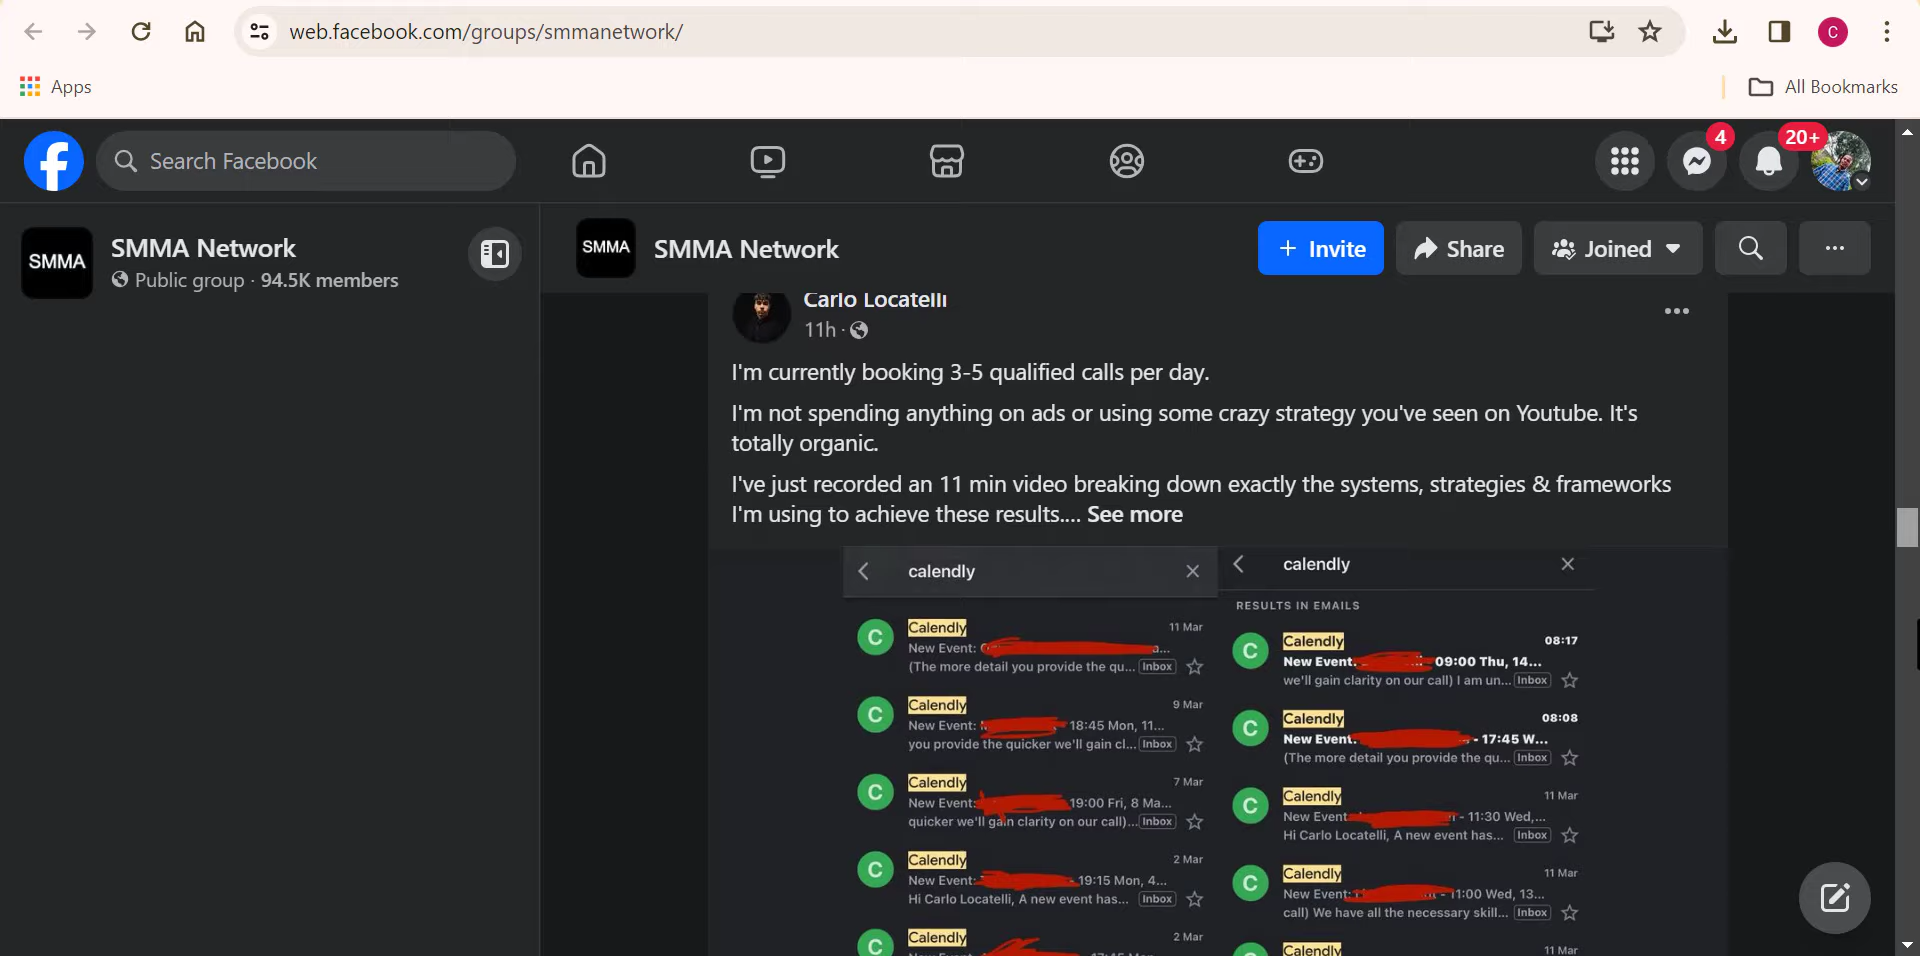 web.facebook.com/groups/smmanetwork/
C
Apps
All Bookmarks
Search Facebook
4
20+
SMMA
SMMA Network
Public group · 94.5K members
SMMA
SMMA Network
+ Invite
Share
Joined
Carlo Locatelli
11h ·
I'm currently booking 3-5 qualified calls per day.
I'm not spending anything on ads or using some crazy strategy you've seen on Youtube. It's
totally organic.
I've just recorded an 11 min video breaking down exactly the systems, strategies & frameworks
I'm using to achieve these results.... See more
calendly
C
Calendly
11 Mar
New Event:
a...
(The more detail you provide the qu...
Inbox
C
Calendly
9 Mar
New Event:
18:45 Mon, 11...
you provide the quicker we'll gain cl...
Inbox
C
Calendly
7 Mar
New Event:
19:00 Fri, 8 Ma...
quicker we'll gain clarity on our call)...
Inbox
C
Calendly
2 Mar
New Event:
- 19:15 Mon, 4...
Hi Carlo Locatelli, A new event has...
Inbox
C
Calendly
2 Mar
calendly
RESULTS IN EMAILS
C
Calendly
08:17
New Event:
09:00 Thu, 14...
we'll gain clarity on our call) I am un...
Inbox
C
Calendly
08:08
New Event:
- 17:45 W...
(The more detail you provide the qu...
Inbox
C
Calendly
11 Mar
New Event:
- 11:30 Wed,...
Hi Carlo Locatelli, A new event has...
Inbox
C
Calendly
11 Mar
New Event:
- 11:00 Wed, 13...
call) We have all the necessary skill...
Inbox
Calendly
11 Mar